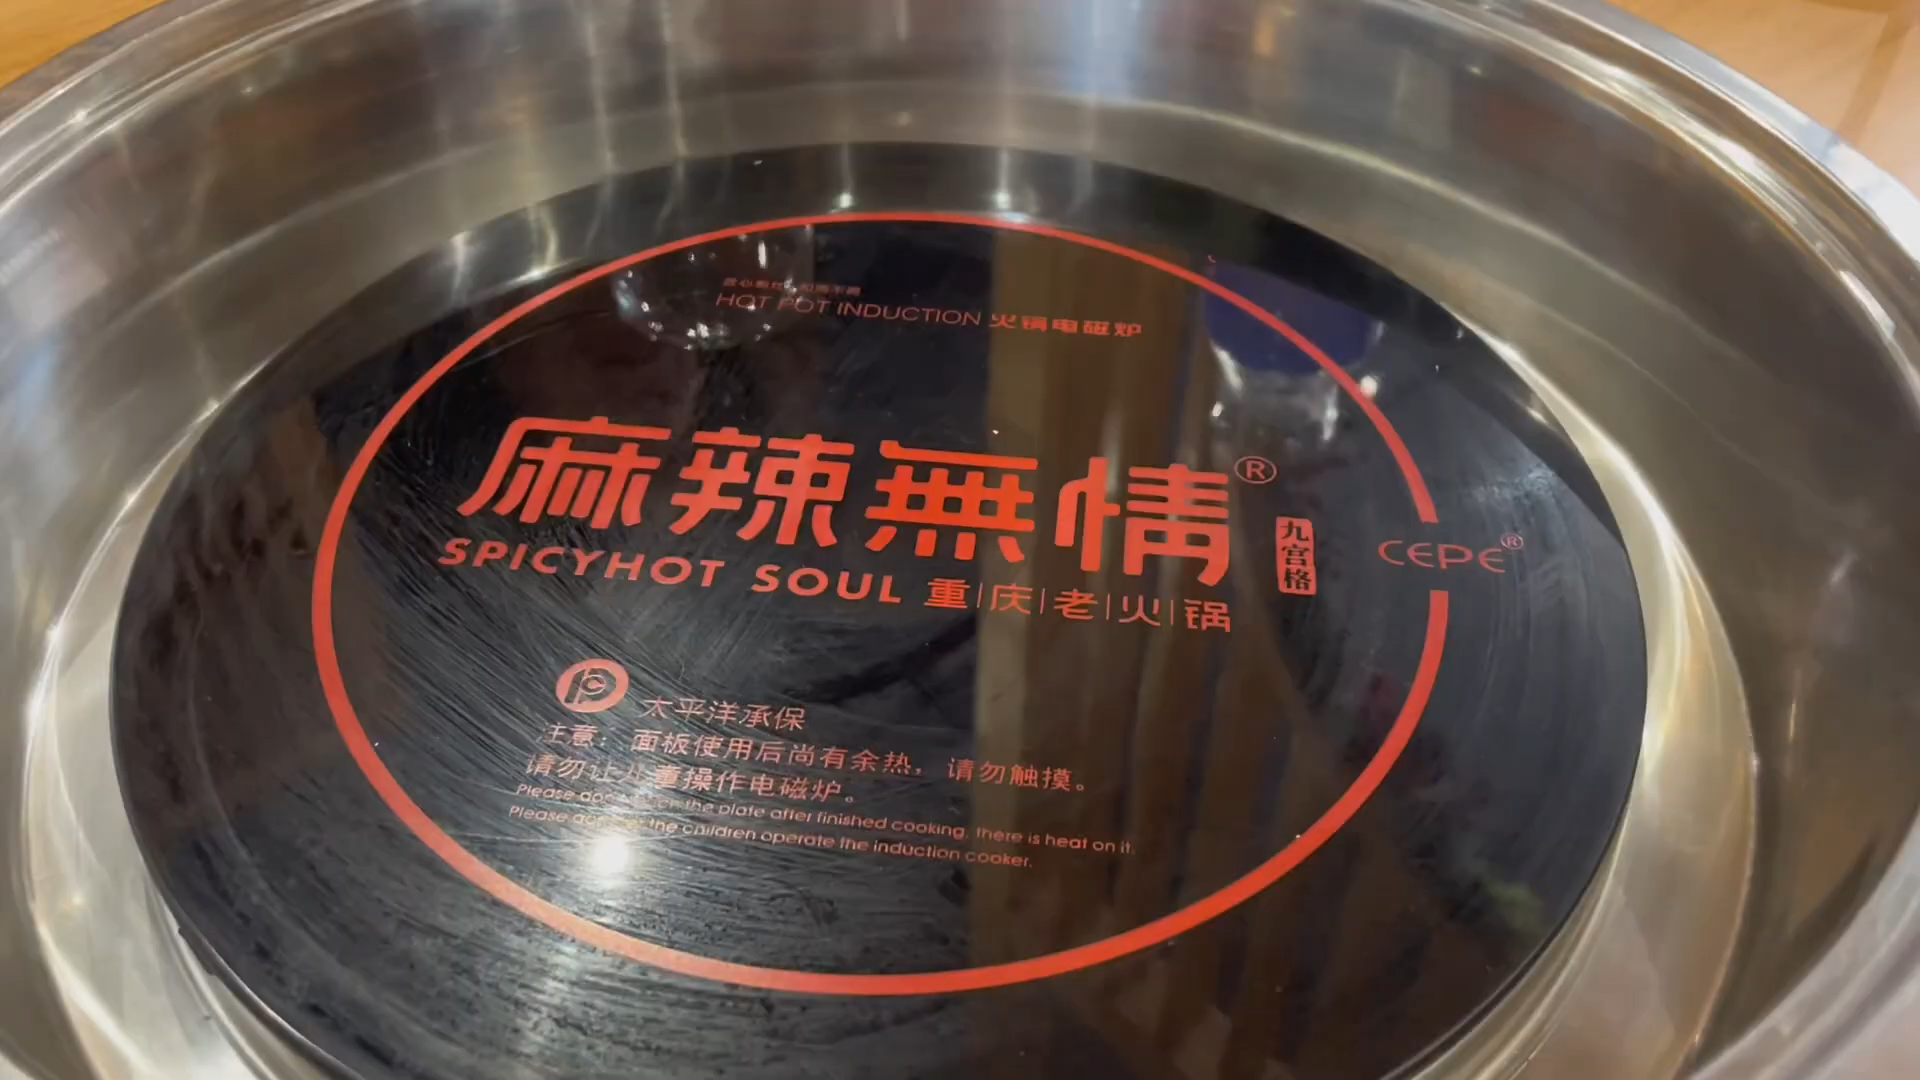 HOT POT INDUCTION 火锅电磁炉
麻辣無情®
九宫格
CEPE®
SPICYHOT SOUL 重|庆|老|火|锅
太平洋承保
注意：面板使用后尚有余热，请勿触摸。
请勿让儿童操作电磁炉。
Please the plate after finished cooking, there is heat on it.
Please the children operate the induction cooker.